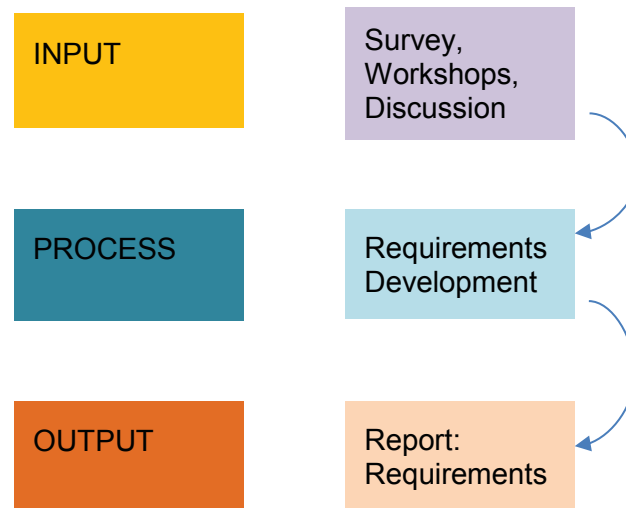 INPUT
Survey,
Workshops,
Discussion
PROCESS
Requirements
Development
OUTPUT
Report:
Requirements